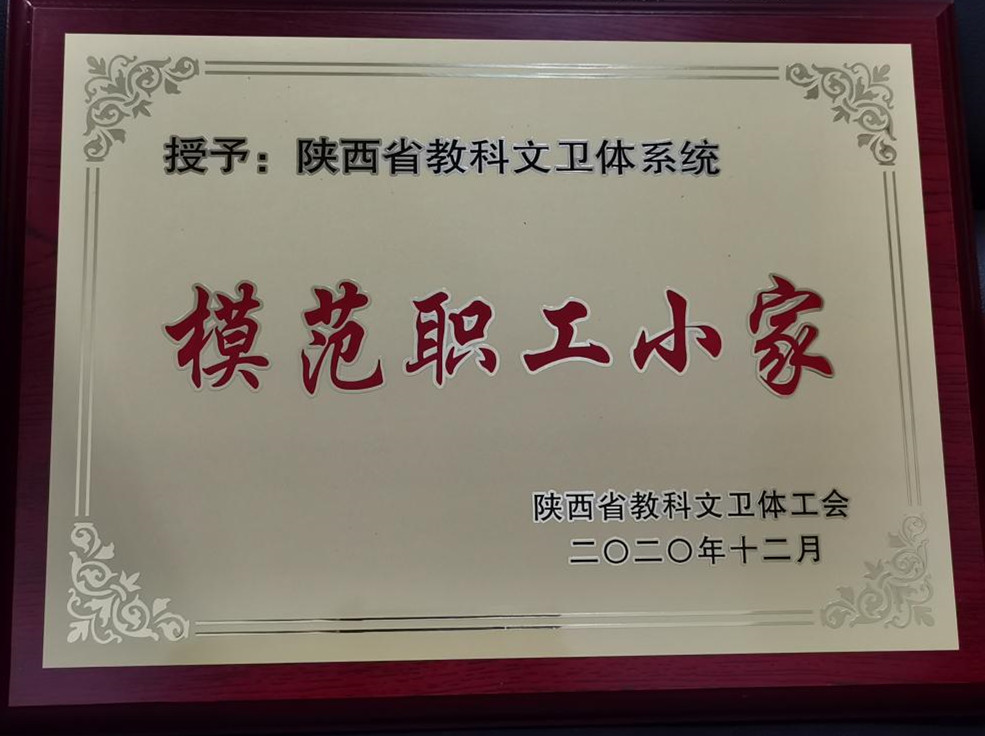 授予：陕西省教科文卫体系统
模范职工小家
陕西省教科文卫体工会
二〇二〇年十二月